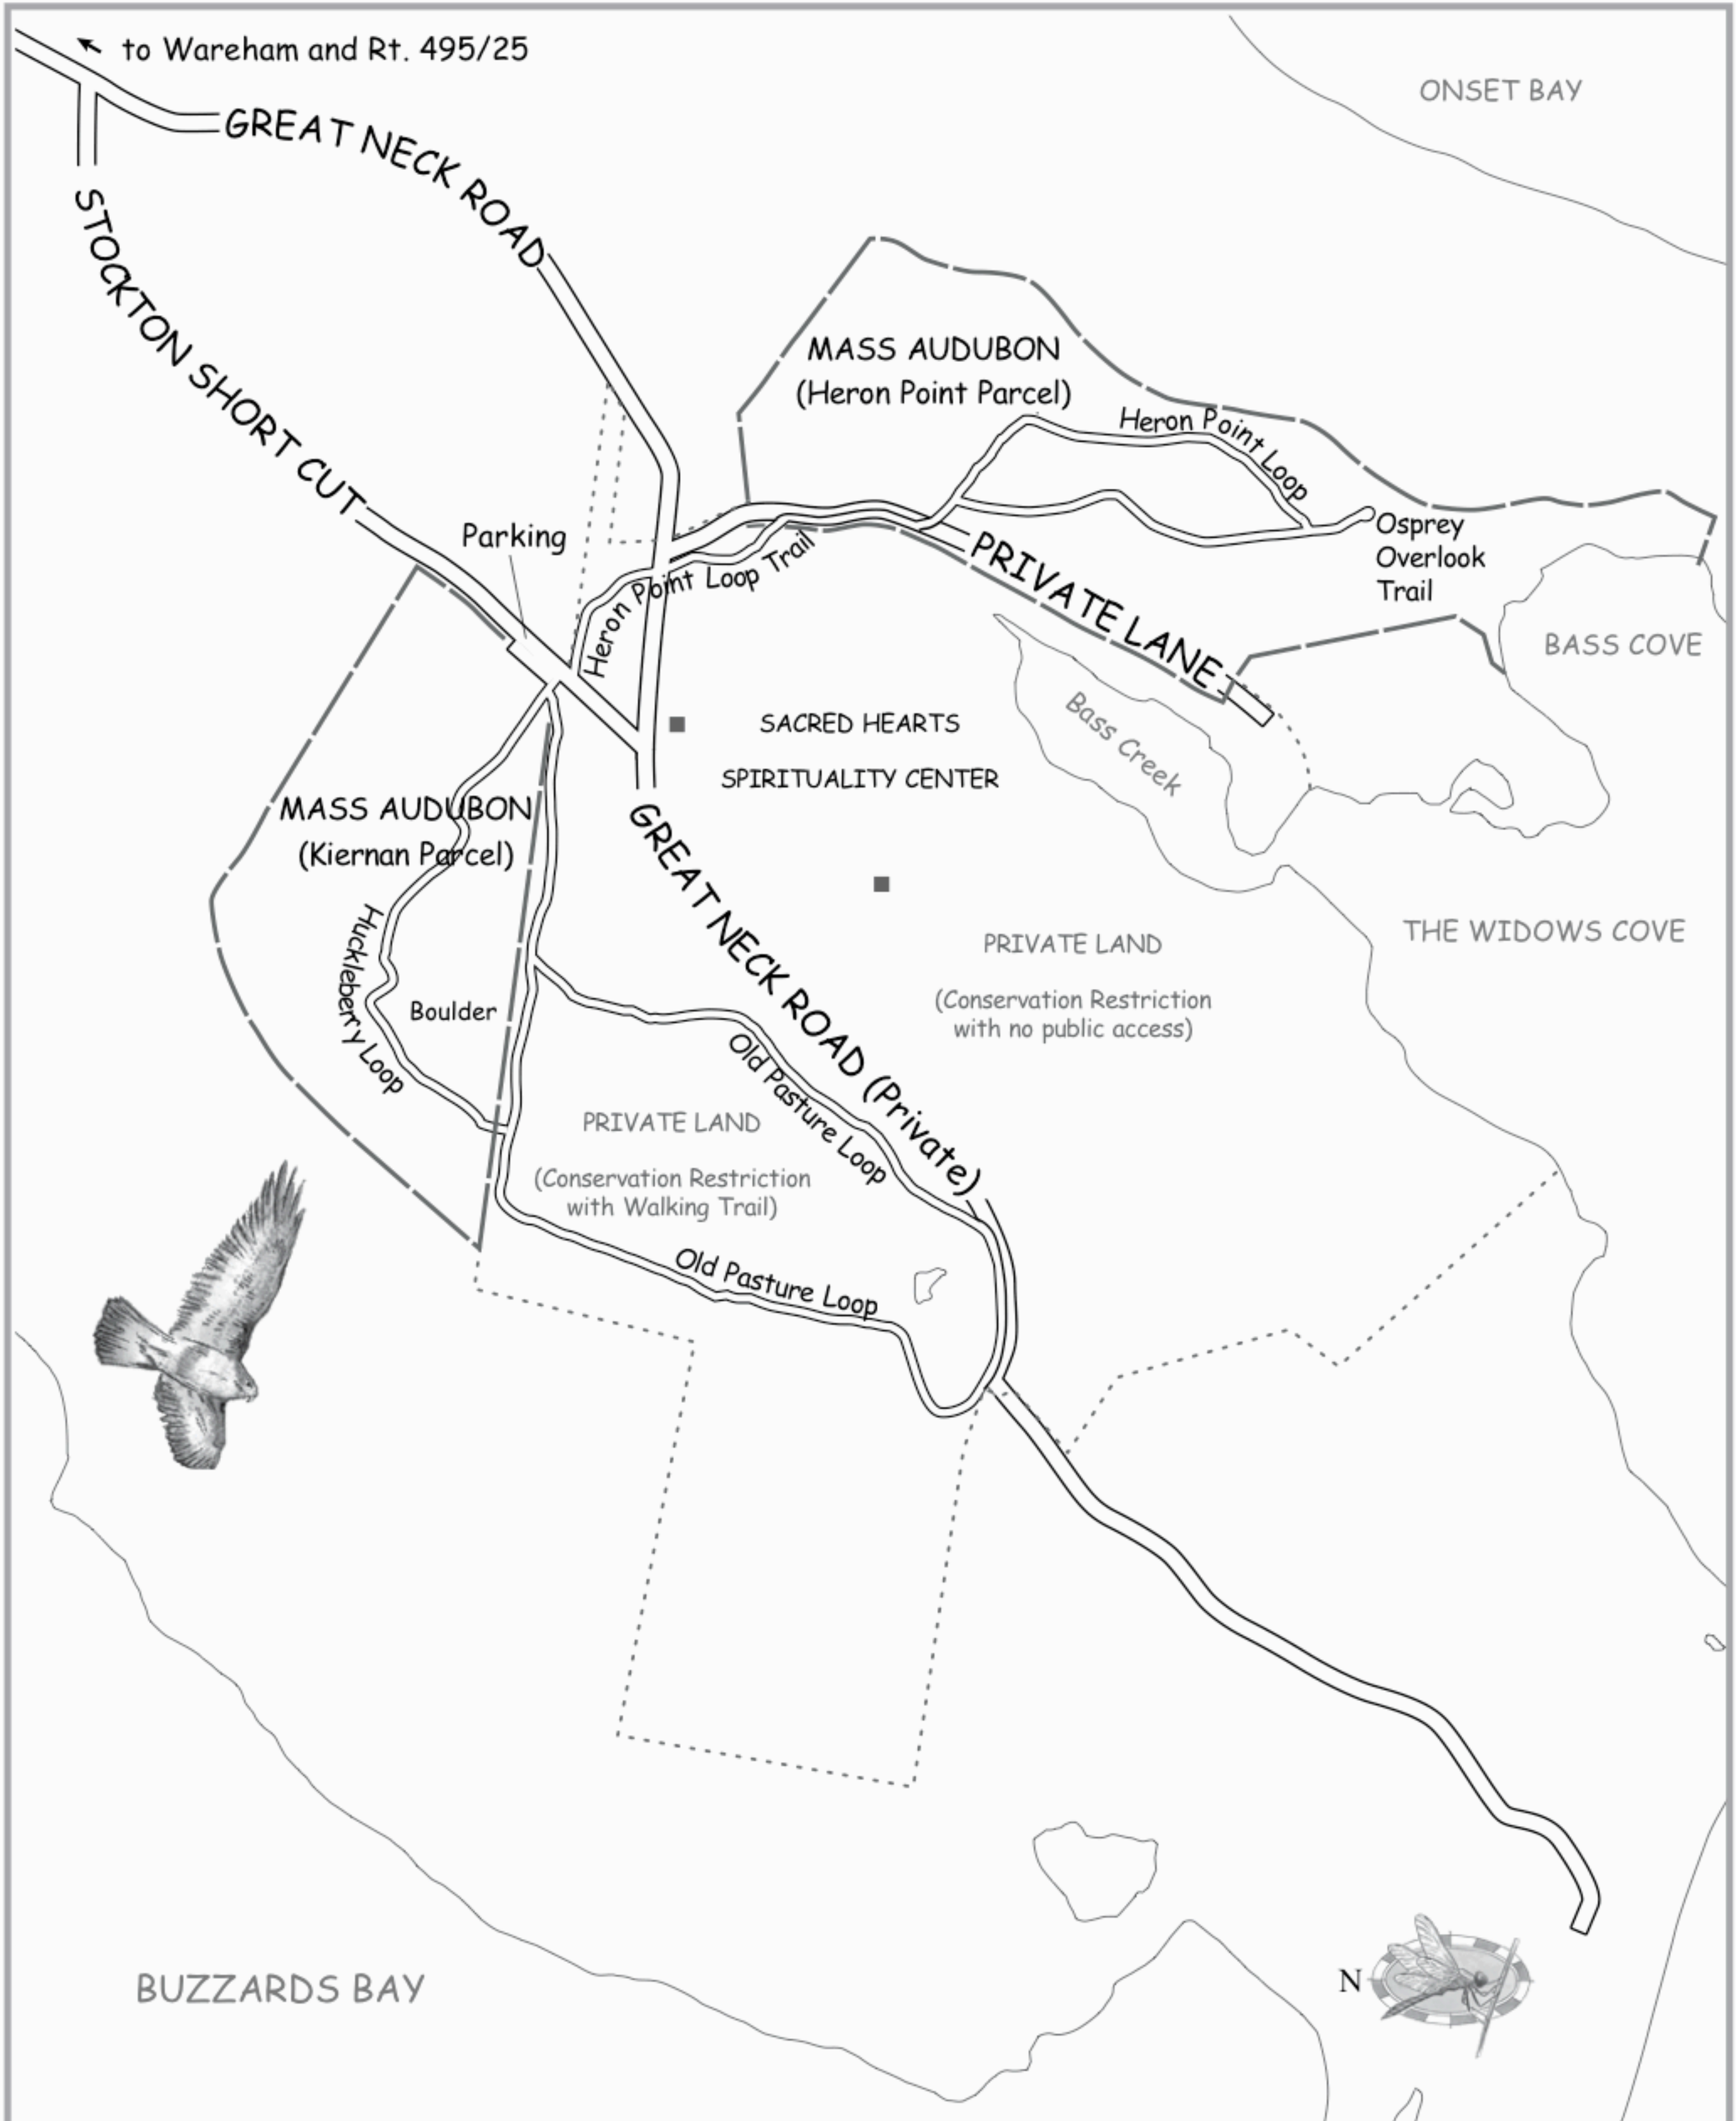 to Wareham and Rt. 495/25
ONSET BAY
GREAT NECK ROAD
STOCKTON SHORT CUT
MASS AUDUBON
(Heron Point Parcel)
Heron Point Loop
Parking
Osprey
Overlook
Trail
Heron Point Loop Trail
PRIVATE LANE
BASS COVE
Bass Creek
SACRED HEARTS
SPIRITUALITY CENTER
MASS AUDUBON
(Kiernan Parcel)
GREAT NECK ROAD (Private)
THE WIDOWS COVE
PRIVATE LAND
(Conservation Restriction
with no public access)
Huckleberry Loop
Boulder
Old Pasture Loop
PRIVATE LAND
(Conservation Restriction
with Walking Trail)
Old Pasture Loop
BUZZARDS BAY
N